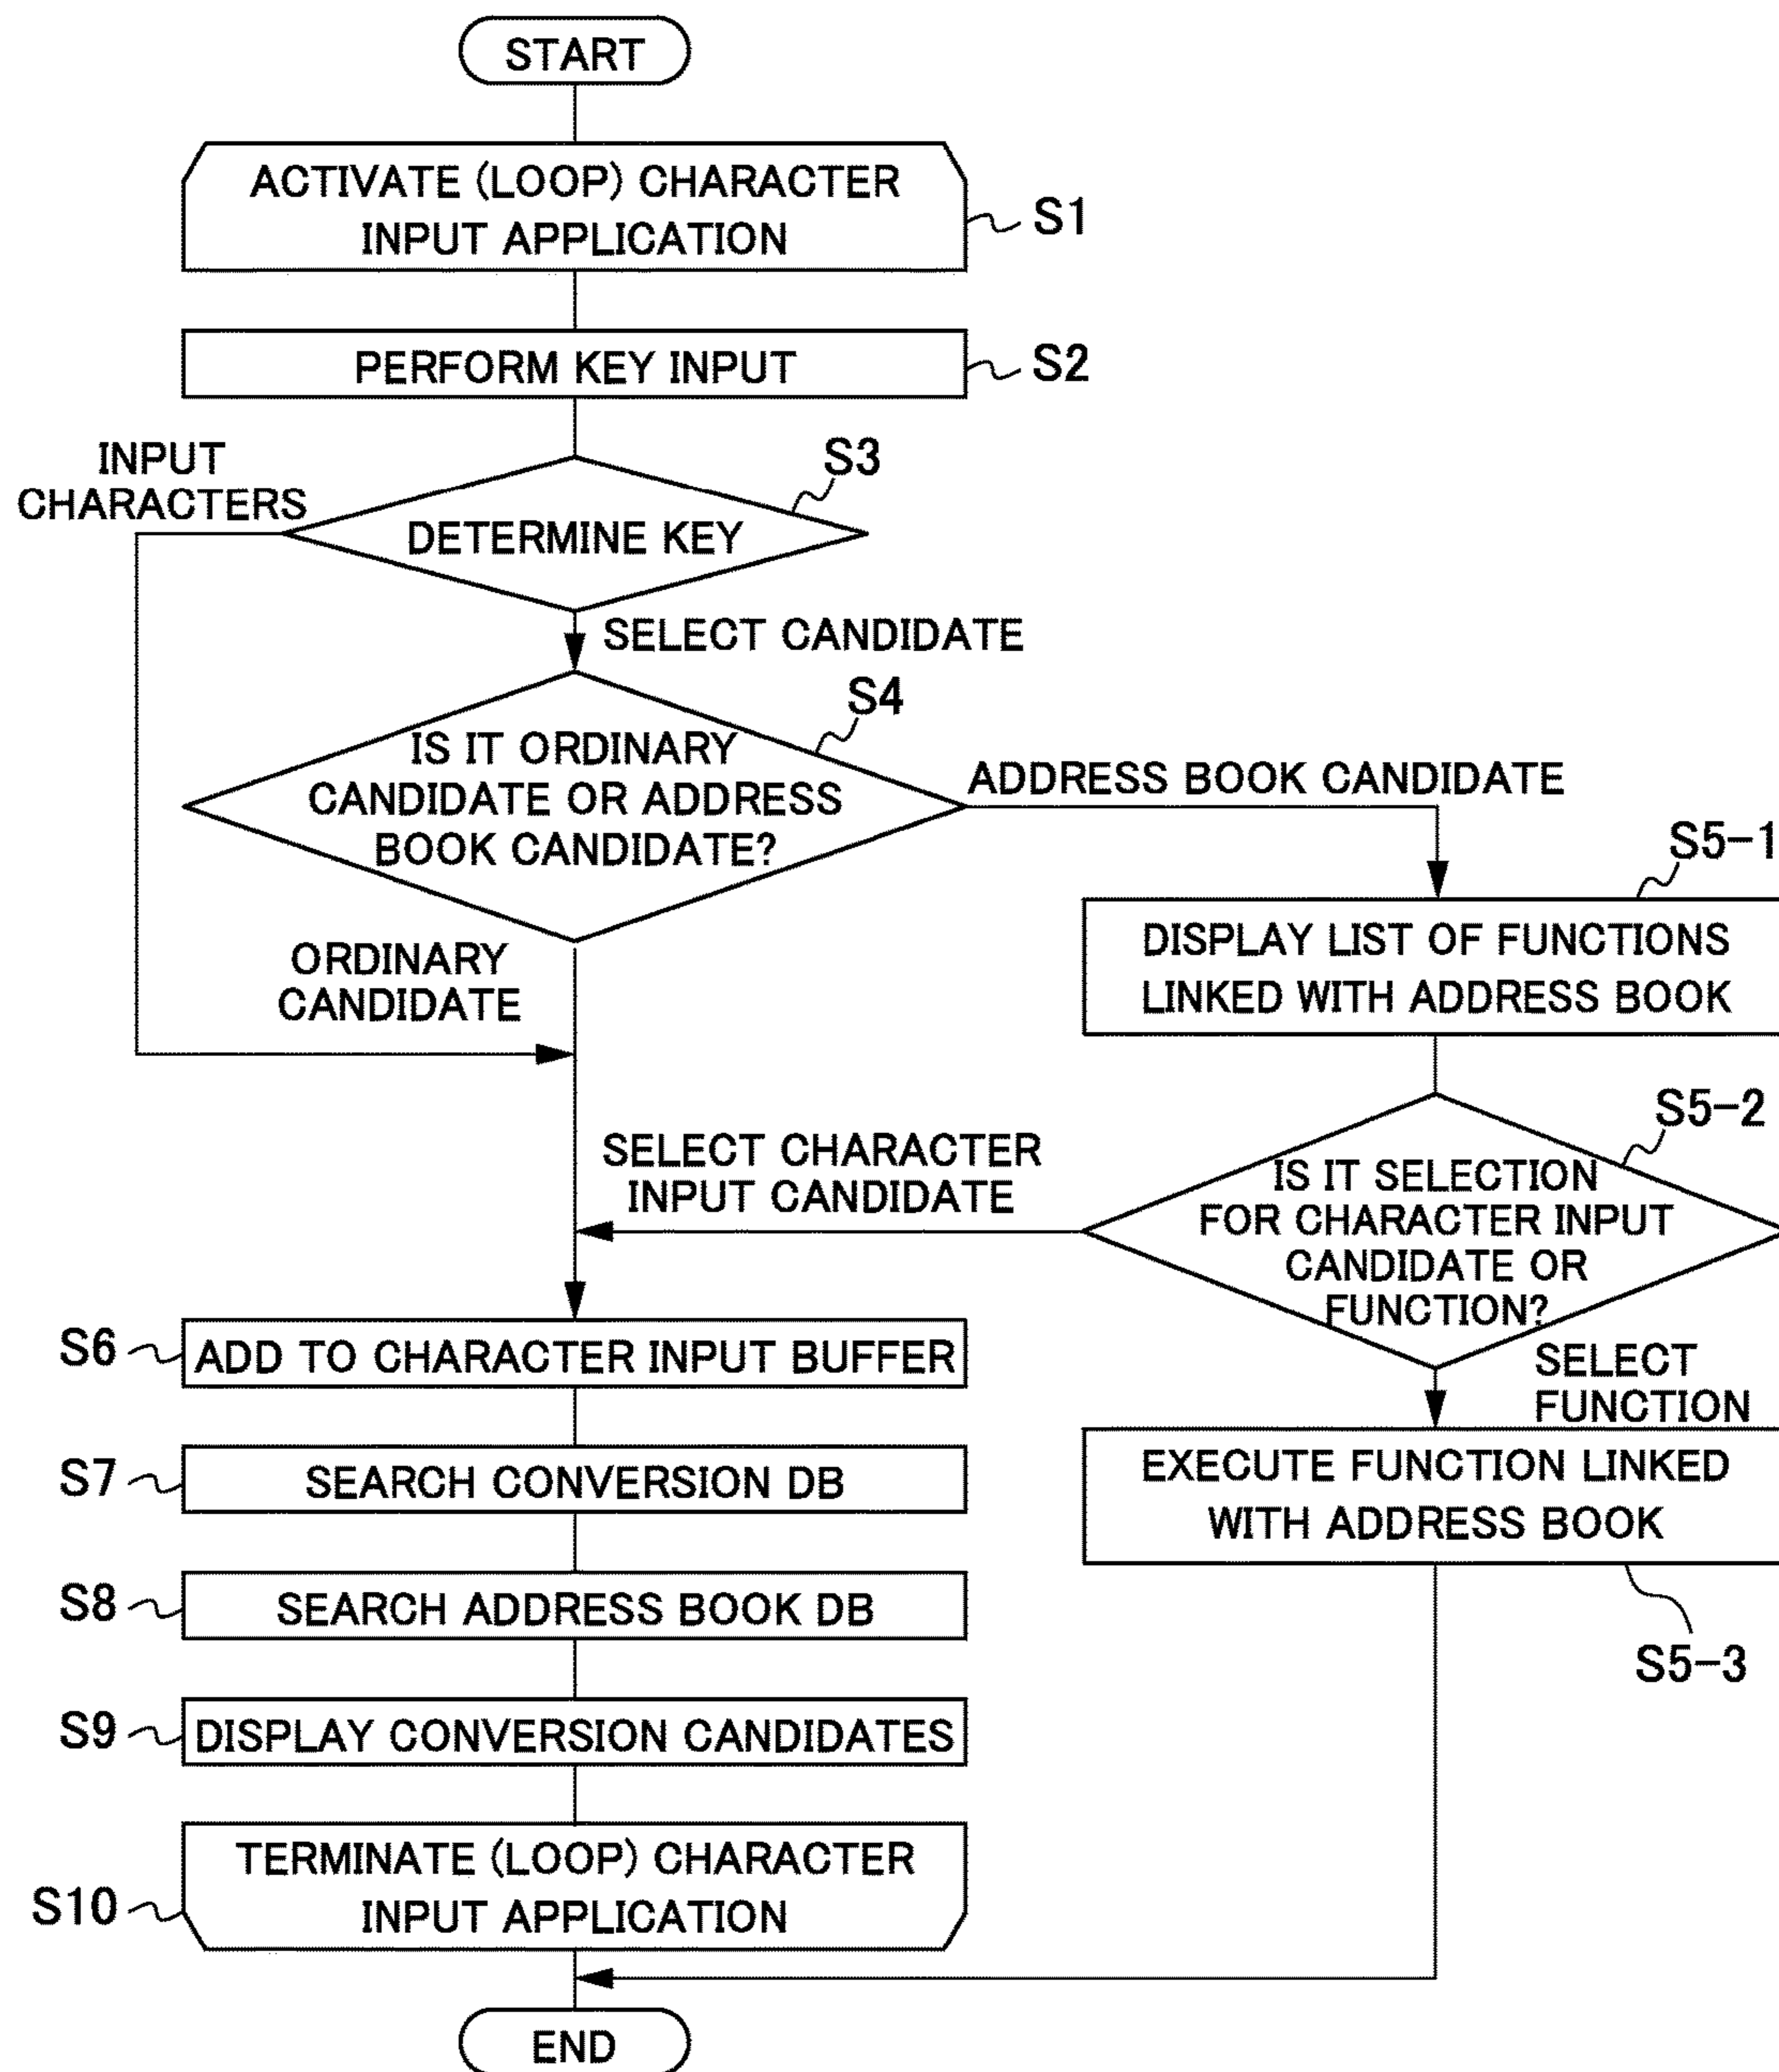 START
ACTIVATE (LOOP) CHARACTER
INPUT APPLICATION
S1
PERFORM KEY INPUT
S2
INPUT
CHARACTERS
S3
DETERMINE KEY
SELECT CANDIDATE
S4
IS IT ORDINARY
CANDIDATE OR ADDRESS
BOOK CANDIDATE?
ADDRESS BOOK CANDIDATE
S5-1
DISPLAY LIST OF FUNCTIONS
LINKED WITH ADDRESS BOOK
ORDINARY
CANDIDATE
S5-2
IS IT SELECTION
FOR CHARACTER INPUT
CANDIDATE OR
FUNCTION?
SELECT CHARACTER
INPUT CANDIDATE
SELECT
FUNCTION
S6
ADD TO CHARACTER INPUT BUFFER
EXECUTE FUNCTION LINKED
WITH ADDRESS BOOK
S5-3
S7
SEARCH CONVERSION DB
S8
SEARCH ADDRESS BOOK DB
S9
DISPLAY CONVERSION CANDIDATES
TERMINATE (LOOP) CHARACTER
INPUT APPLICATION
S10
END